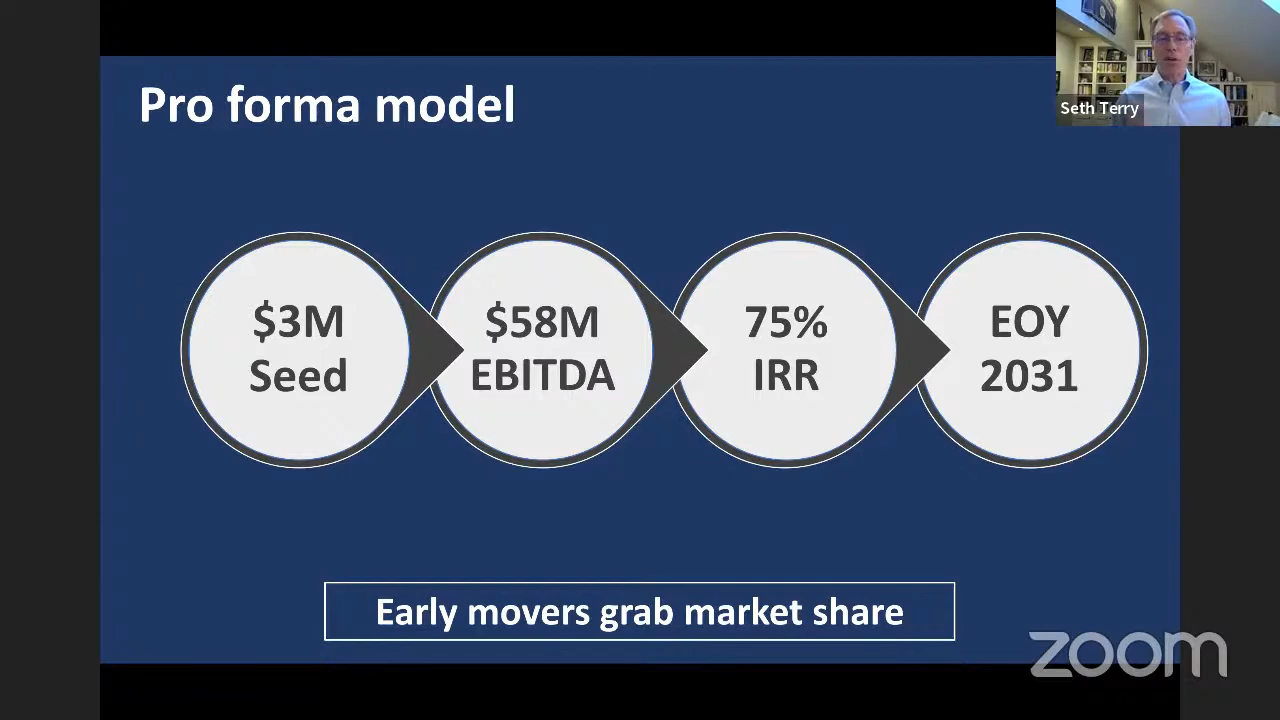 Pro forma model
Seth Terry
$3M
Seed
$58M
EBITDA
75%
IRR
EOY
2031
Early movers grab market share
zoom